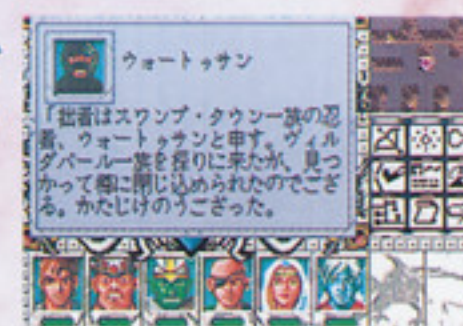 ウォートゥサン
「拙者はスワンプ・タウン一族の忍
者、ウォートゥサンと申す。ヴィル
ダバール一族を探りに来たが、見つ
かって檻に閉じ込められたのでござ
る。かたじけのうござった。